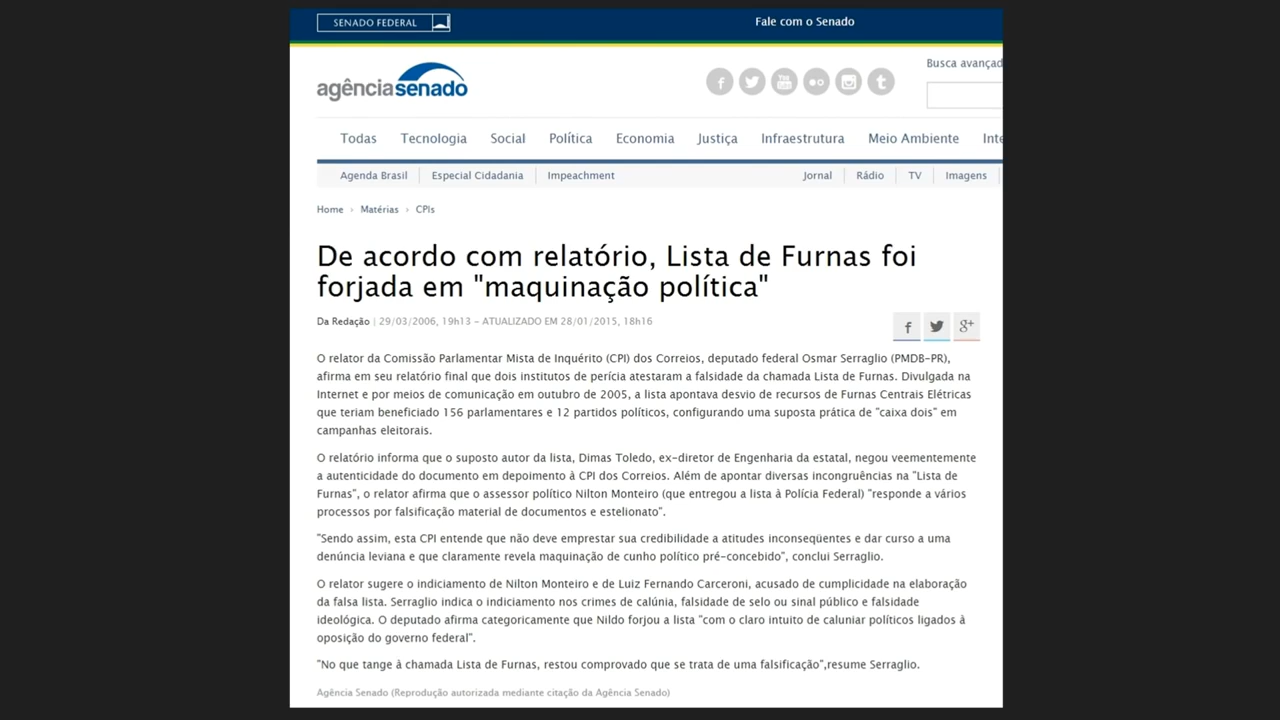 SENADO FEDERAL
Fale com o Senado
agênciasenado
Busca avançad
Todas Tecnologia Social Política Economia Justiça Infraestrutura Meio Ambiente Inte
Agenda Brasil Especial Cidadania Impeachment Jornal Rádio TV Imagens
Home › Matérias › CPIs
De acordo com relatório, Lista de Furnas foi
forjada em "maquinação política"
Da Redação | 29/03/2006, 19h13 - ATUALIZADO EM 28/01/2015, 18h16
O relator da Comissão Parlamentar Mista de Inquérito (CPI) dos Correios, deputado federal Osmar Serraglio (PMDB-PR),
afirma em seu relatório final que dois institutos de perícia atestaram a falsidade da chamada Lista de Furnas. Divulgada na
Internet e por meios de comunicação em outubro de 2005, a lista apontava desvio de recursos de Furnas Centrais Elétricas
que teriam beneficiado 156 parlamentares e 12 partidos políticos, configurando uma suposta prática de "caixa dois" em
campanhas eleitorais.
O relatório informa que o suposto autor da lista, Dimas Toledo, ex-diretor de Engenharia da estatal, negou veementemente
a autenticidade do documento em depoimento à CPI dos Correios. Além de apontar diversas incongruências na "Lista de
Furnas", o relator afirma que o assessor político Nilton Monteiro (que entregou a lista à Polícia Federal) "responde a vários
processos por falsificação material de documentos e estelionato".
"Sendo assim, esta CPI entende que não deve emprestar sua credibilidade a atitudes inconseqüentes e dar curso a uma
denúncia leviana e que claramente revela maquinação de cunho político pré-concebido", conclui Serraglio.
O relator sugere o indiciamento de Nilton Monteiro e de Luiz Fernando Carceroni, acusado de cumplicidade na elaboração
da falsa lista. Serraglio indica o indiciamento nos crimes de calúnia, falsidade de selo ou sinal público e falsidade
ideológica. O deputado afirma categoricamente que Nildo forjou a lista "com o claro intuito de caluniar políticos ligados à
oposição do governo federal".
"No que tange à chamada Lista de Furnas, restou comprovado que se trata de uma falsificação",resume Serraglio.
Agência Senado (Reprodução autorizada mediante citação da Agência Senado)